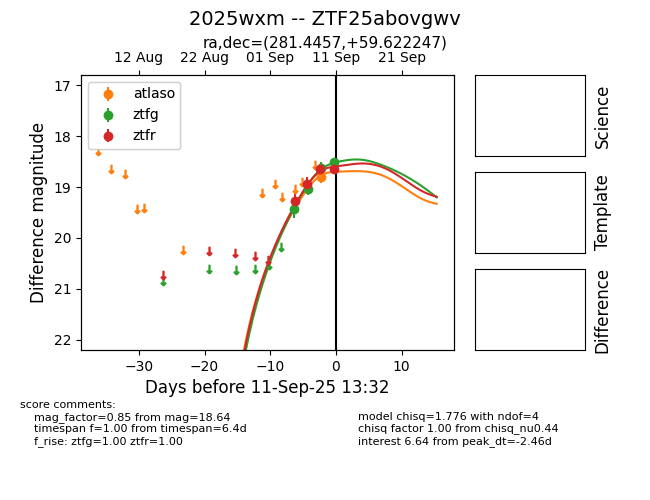 2025wxm -- ZTF25abovgwv
ra,dec=(281.4457,+59.622247)
12 Aug 22 Aug 01 Sep 11 Sep 21 Sep
atlaso
ztfg
ztfr
17
18
19
20
21
22
Difference magnitude
−30 −20 −10 0 10
Days before 11-Sep-25 13:32
Science
Template
Difference
score comments:
mag_factor=0.85 from mag=18.64
timespan f=1.00 from timespan=6.4d
f_rise: ztfg=1.00 ztfr=1.00
model chisq=1.776 with ndof=4
chisq factor 1.00 from chisq_nu0.44
interest 6.64 from peak_dt=-2.46d